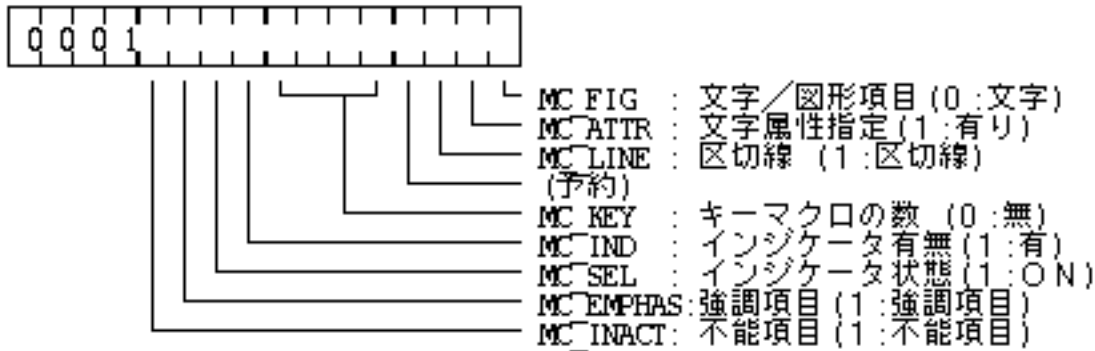 0 0 0 1
MC_FIG : 文字／図形項目(0:文字)
MC_ATTR : 文字属性指定(1:有り)
MC_LINE : 区切線 (1:区切線)
(予約)
MC_KEY : キーマクロの数 (0:無)
MC_IND : インジケータ有無(1:有)
MC_SEL : インジケータ状態(1:ＯＮ)
MC_EMPHAS:強調項目(1:強調項目)
MC_INACT: 不能項目(1:不能項目)